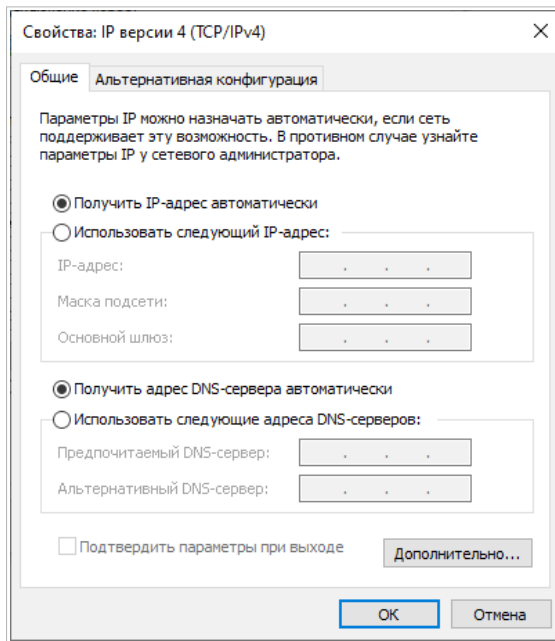 Свойства: IP версии 4 (TCP/IPv4)
Общие
Альтернативная конфигурация
Параметры IP можно назначать автоматически, если сеть
поддерживает эту возможность. В противном случае узнайте
параметры IP у сетевого администратора.
Получить IP-адрес автоматически
Использовать следующий IP-адрес:
IP-адрес:
Маска подсети:
Основной шлюз:
Получить адрес DNS-сервера автоматически
Использовать следующие адреса DNS-серверов:
Предпочитаемый DNS-сервер:
Альтернативный DNS-сервер:
Подтвердить параметры при выходе
Дополнительно...
ОК
Отмена